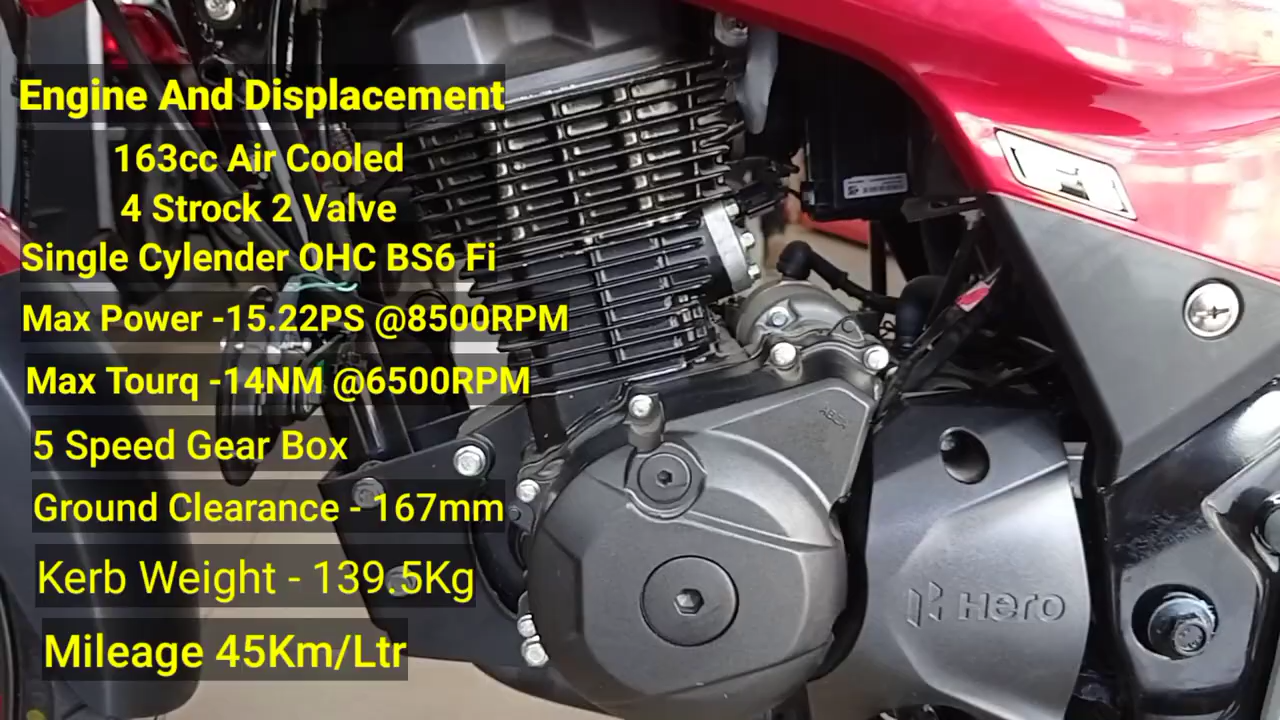 Engine And Displacement
163cc Air Cooled
4 Strock 2 Valve
Single Cylender OHC BS6 Fi
Max Power -15.22PS @8500RPM
Max Tourq -14NM @6500RPM
5 Speed Gear Box
Ground Clearance - 167mm
Kerb Weight - 139.5Kg
Mileage 45Km/Ltr
Hero